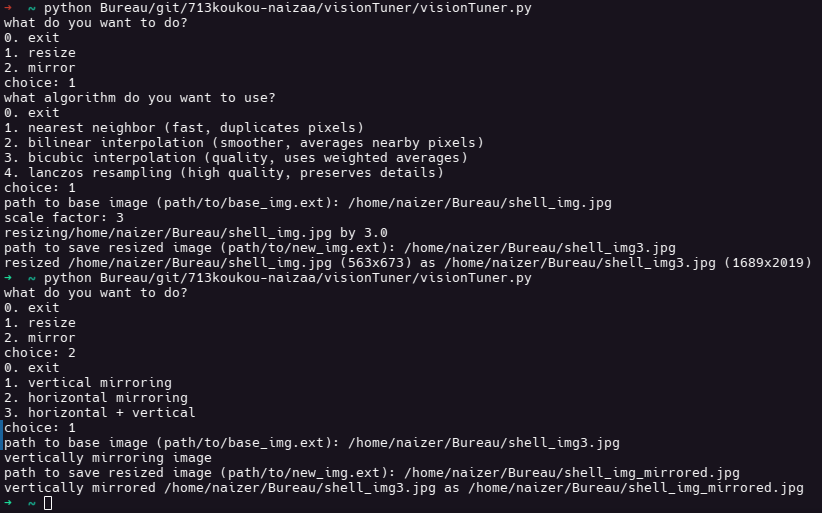 ➜  ~ python Bureau/git/713koukou-naizaa/visionTuner/visionTuner.py
what do you want to do?
0. exit
1. resize
2. mirror
choice: 1
what algorithm do you want to use?
0. exit
1. nearest neighbor (fast, duplicates pixels)
2. bilinear interpolation (smoother, averages nearby pixels)
3. bicubic interpolation (quality, uses weighted averages)
4. lanczos resampling (high quality, preserves details)
choice: 1
path to base image (path/to/base_img.ext): /home/naizer/Bureau/shell_img.jpg
scale factor: 3
resizing/home/naizer/Bureau/shell_img.jpg by 3.0
path to save resized image (path/to/new_img.ext): /home/naizer/Bureau/shell_img3.jpg
resized /home/naizer/Bureau/shell_img.jpg (563x673) as /home/naizer/Bureau/shell_img3.jpg (1689x2019)
➜  ~ python Bureau/git/713koukou-naizaa/visionTuner/visionTuner.py
what do you want to do?
0. exit
1. resize
2. mirror
choice: 2
0. exit
1. vertical mirroring
2. horizontal mirroring
3. horizontal + vertical
choice: 1
path to base image (path/to/base_img.ext): /home/naizer/Bureau/shell_img3.jpg
vertically mirroring image
path to save resized image (path/to/new_img.ext): /home/naizer/Bureau/shell_img_mirrored.jpg
vertically mirrored /home/naizer/Bureau/shell_img3.jpg as /home/naizer/Bureau/shell_img_mirrored.jpg
➜  ~